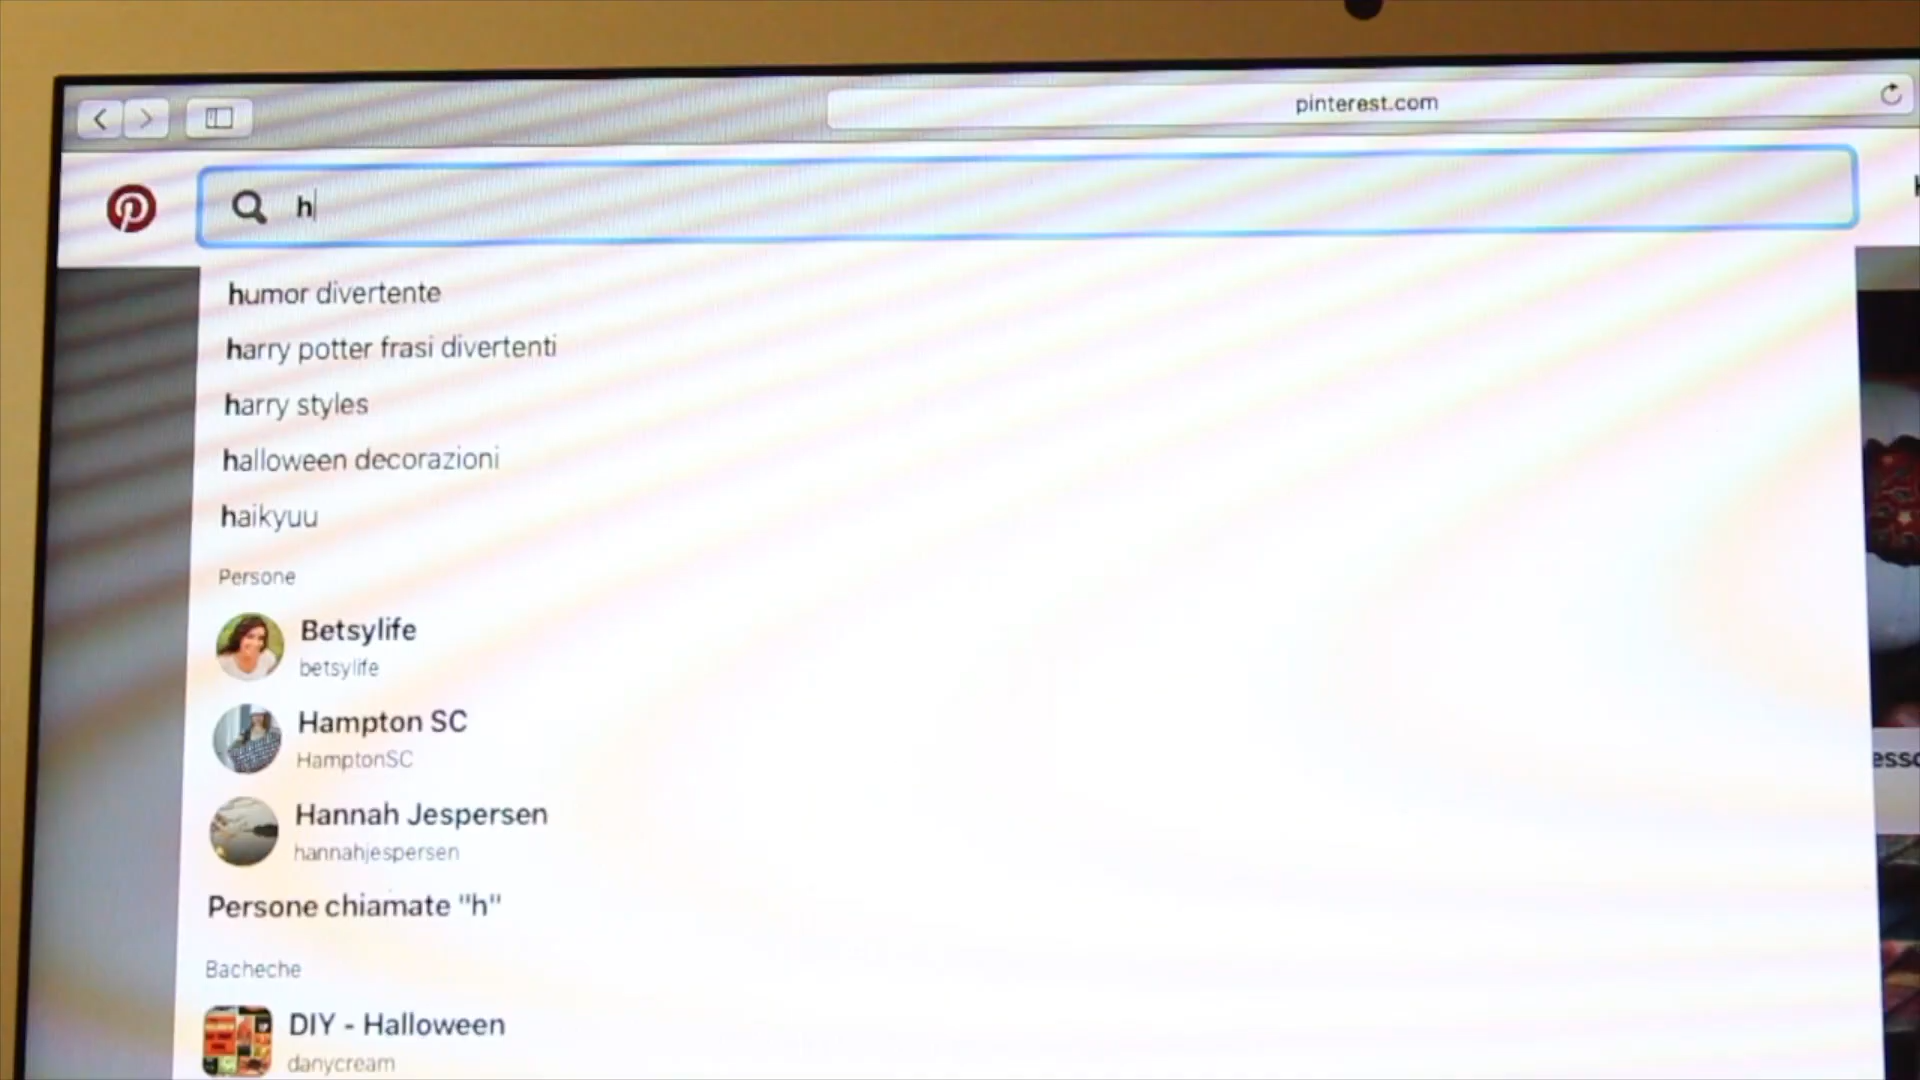 pinterest.com
h
humor divertente
harry potter frasi divertenti
harry styles
halloween decorazioni
haikyuu
Persone
Betsylife
betsylife
Hampton SC
HamptonSC
Hannah Jespersen
hannahjespersen
Persone chiamate "h"
Bacheche
DIY - Halloween
danycream